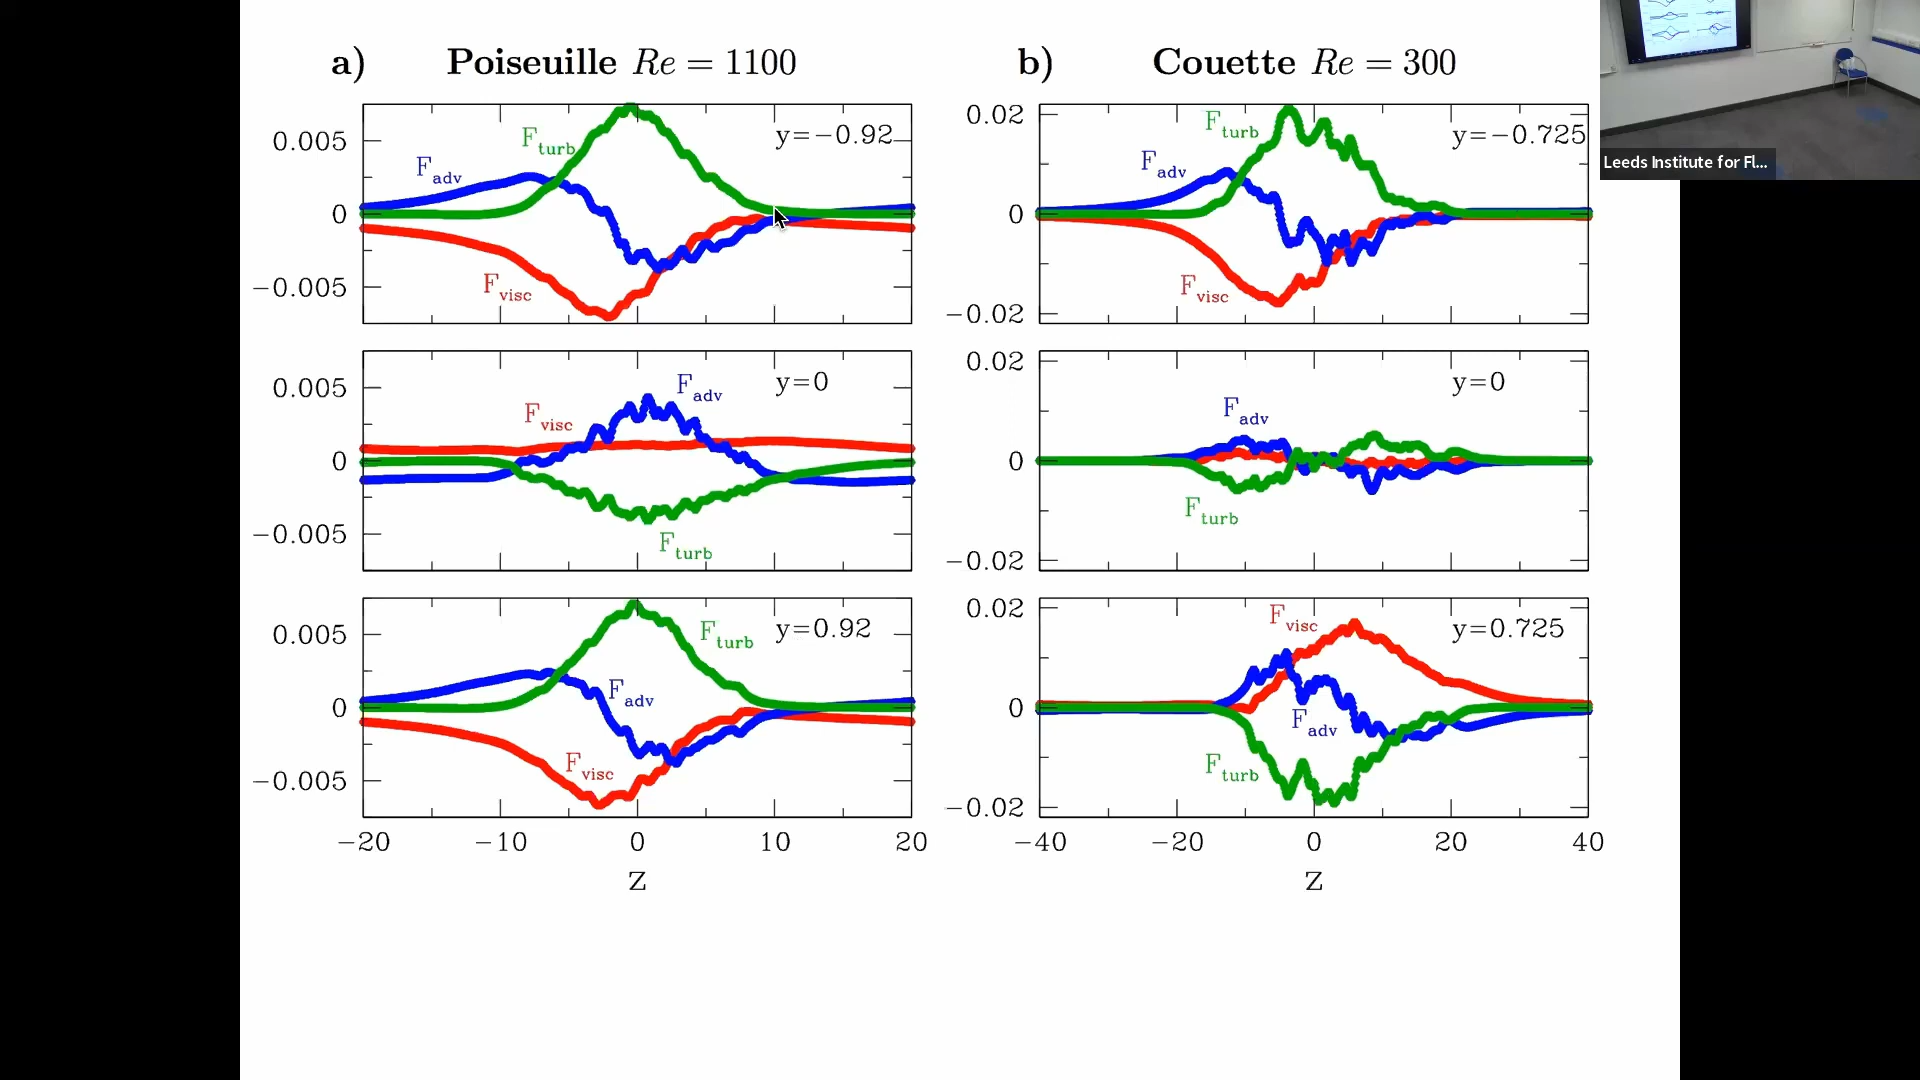 a) Poiseuille Re = 1100
F_turb
F_adv
F_visc
y=−0.92
0.005
0
−0.005
F_visc
F_adv
F_turb
y=0
0.005
0
−0.005
F_turb
F_adv
F_visc
y=0.92
0.005
0
−0.005
−20 −10 0 10 20
Z
b) Couette Re = 300
F_turb
F_adv
F_visc
y=−0.725
0.02
0
−0.02
F_adv
F_turb
y=0
0.02
0
−0.02
F_visc
F_adv
F_turb
y=0.725
0.02
0
−0.02
−40 −20 0 20 40
Z
Leeds Institute for Fl...